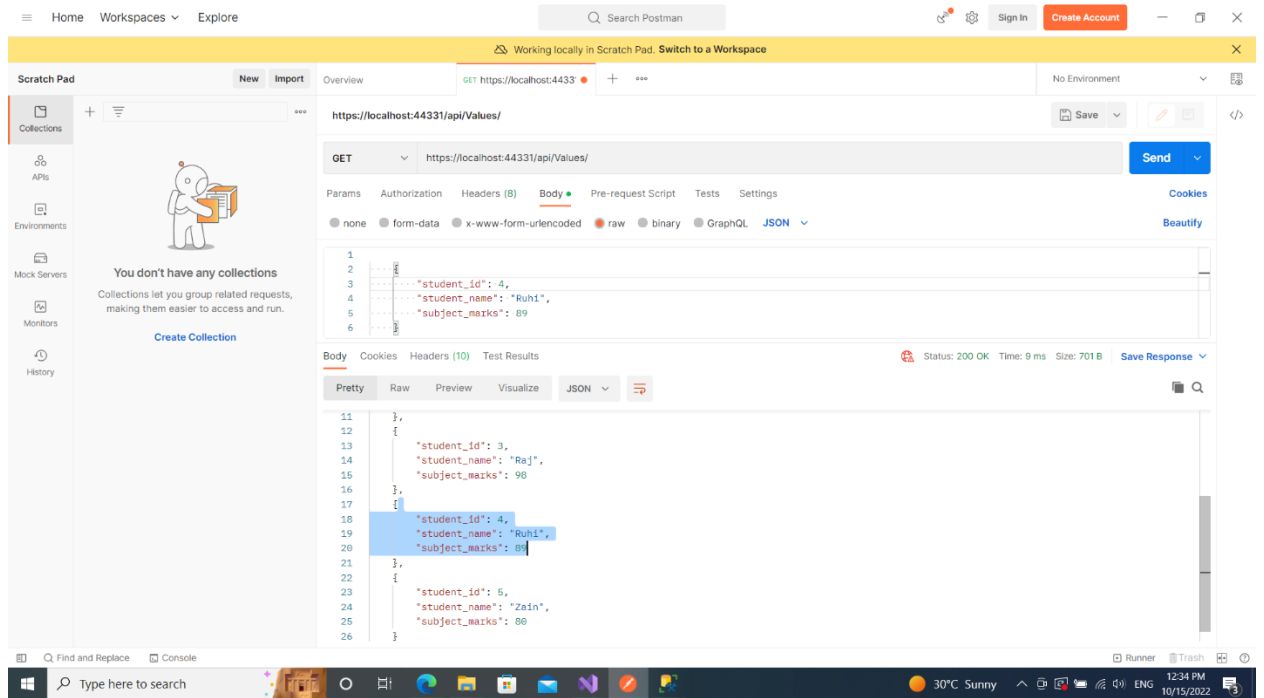 Home Workspaces Explore Search Postman Sign In Create Account
Working locally in Scratch Pad. Switch to a Workspace
Scratch Pad New Import Overview GET https://localhost:4433 No Environment
Collections
APIs
Environments
Mock Servers
Monitors
History
You don't have any collections
Collections let you group related requests,
making them easier to access and run.
Create Collection
https://localhost:44331/api/Values/ Save
GET https://localhost:44331/api/Values/ Send
Params Authorization Headers (8) Body Pre-request Script Tests Settings Cookies
none form-data x-www-form-urlencoded raw binary GraphQL JSON Beautify
1
2 {
3 "student_id": 4,
4 "student_name": "Ruhi",
5 "subject_marks": 89
6 }
Body Cookies Headers (10) Test Results Status: 200 OK Time: 9 ms Size: 701 B Save Response
Pretty Raw Preview Visualize JSON
11 },
12 {
13 "student_id": 3,
14 "student_name": "Raj",
15 "subject_marks": 98
16 },
17 {
18 "student_id": 4,
19 "student_name": "Ruhi",
20 "subject_marks": 89
21 },
22 {
23 "student_id": 5,
24 "student_name": "Zain",
25 "subject_marks": 80
26 }
Find and Replace Console Runner Trash
Type here to search 30°C Sunny ENG 12:34 PM
10/15/2022 3